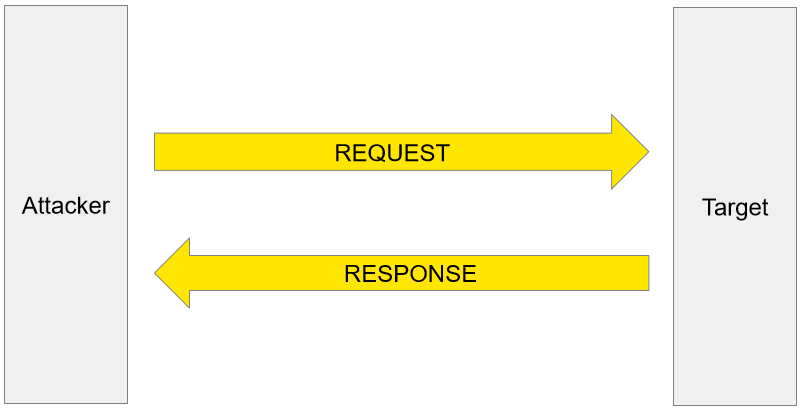 REQUEST
Attacker
Target
RESPONSE